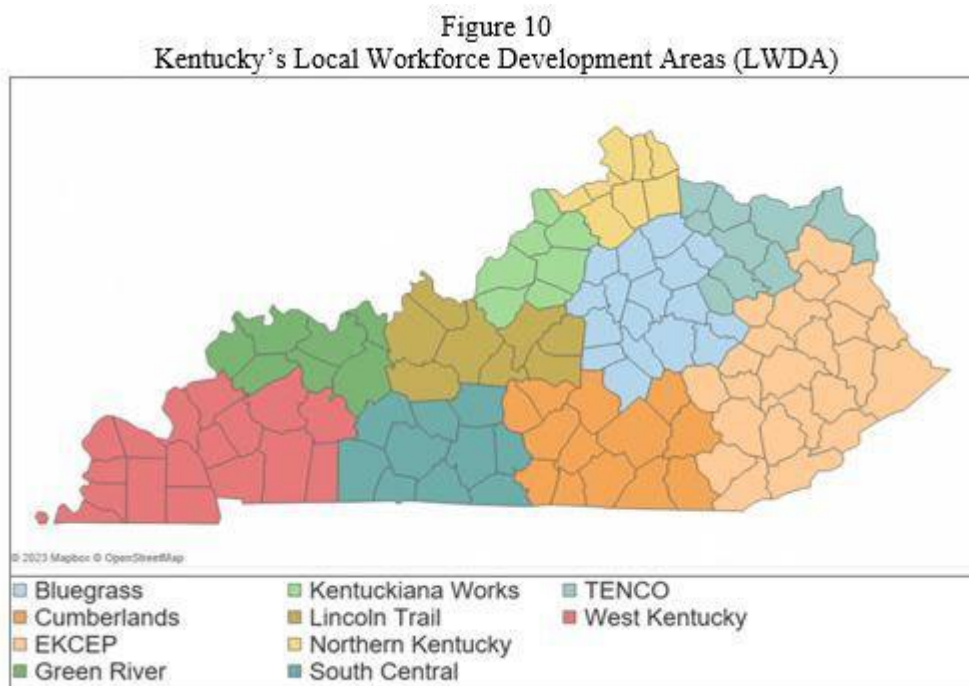 Figure 10
Kentucky's Local Workforce Development Areas (LWDA)
© 2023 Mapbox © OpenStreetMap
Bluegrass
Cumberlands
EKCEP
Green River
Kentuckiana Works
Lincoln Trail
Northern Kentucky
South Central
TENCO
West Kentucky